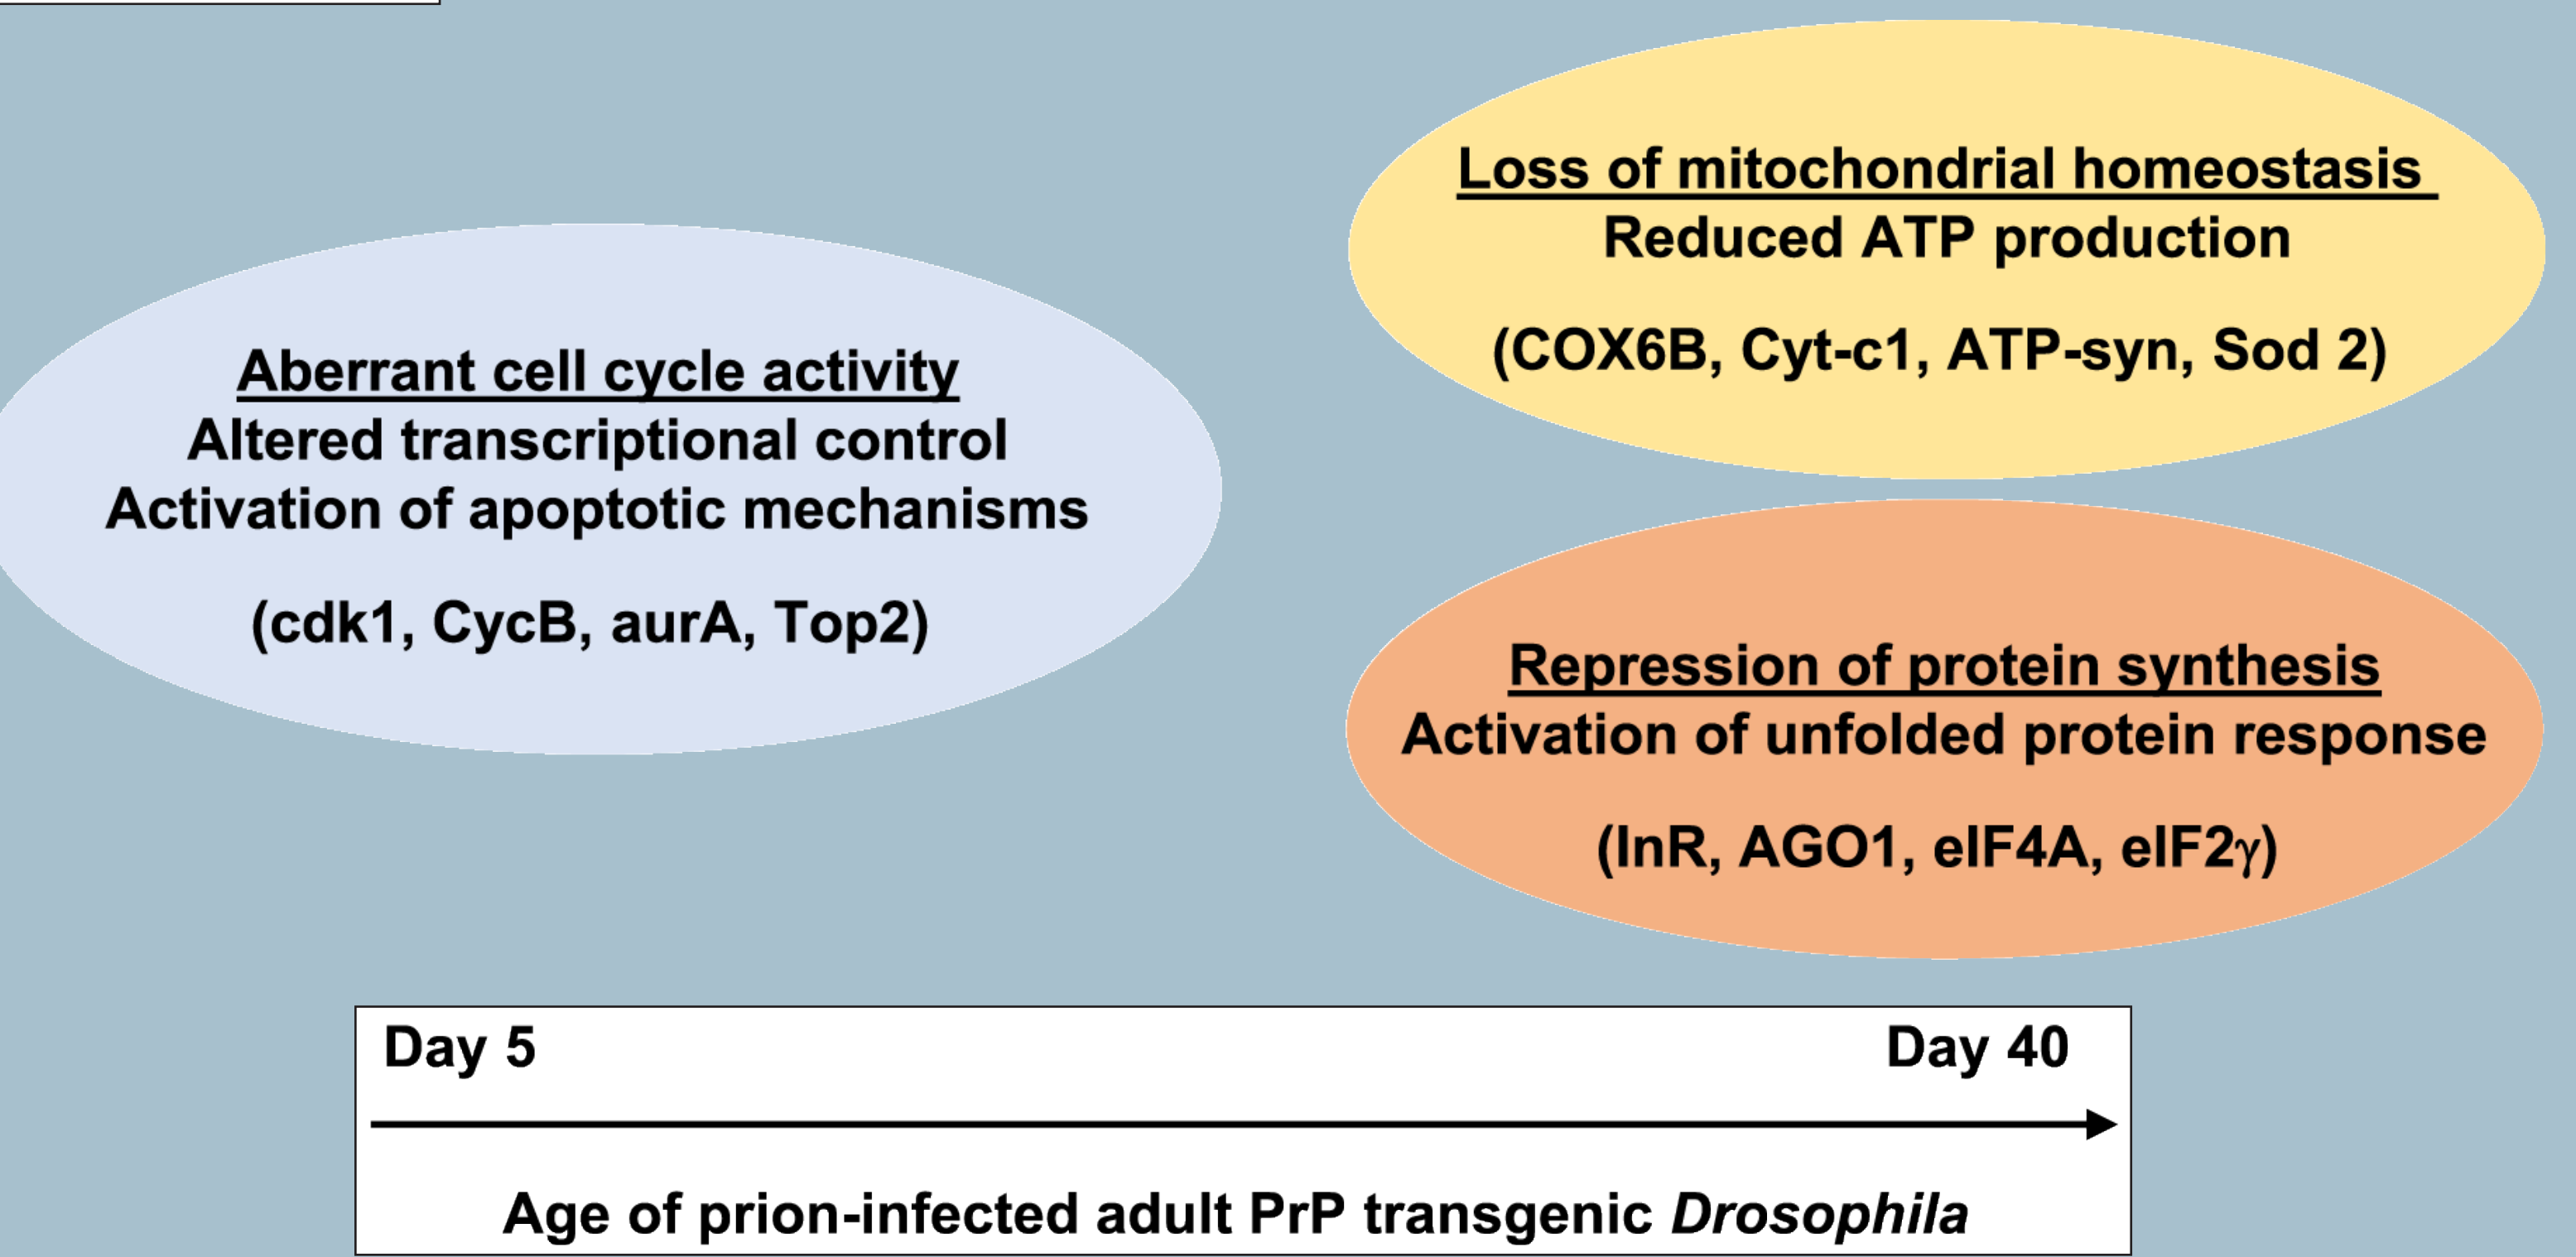 Aberrant cell cycle activity
Altered transcriptional control
Activation of apoptotic mechanisms
(cdk1, CycB, aurA, Top2)
Loss of mitochondrial homeostasis
Reduced ATP production
(COX6B, Cyt-c1, ATP-syn, Sod 2)
Repression of protein synthesis
Activation of unfolded protein response
(InR, AGO1, eIF4A, eIF2γ)
Day 5 Day 40
Age of prion-infected adult PrP transgenic Drosophila